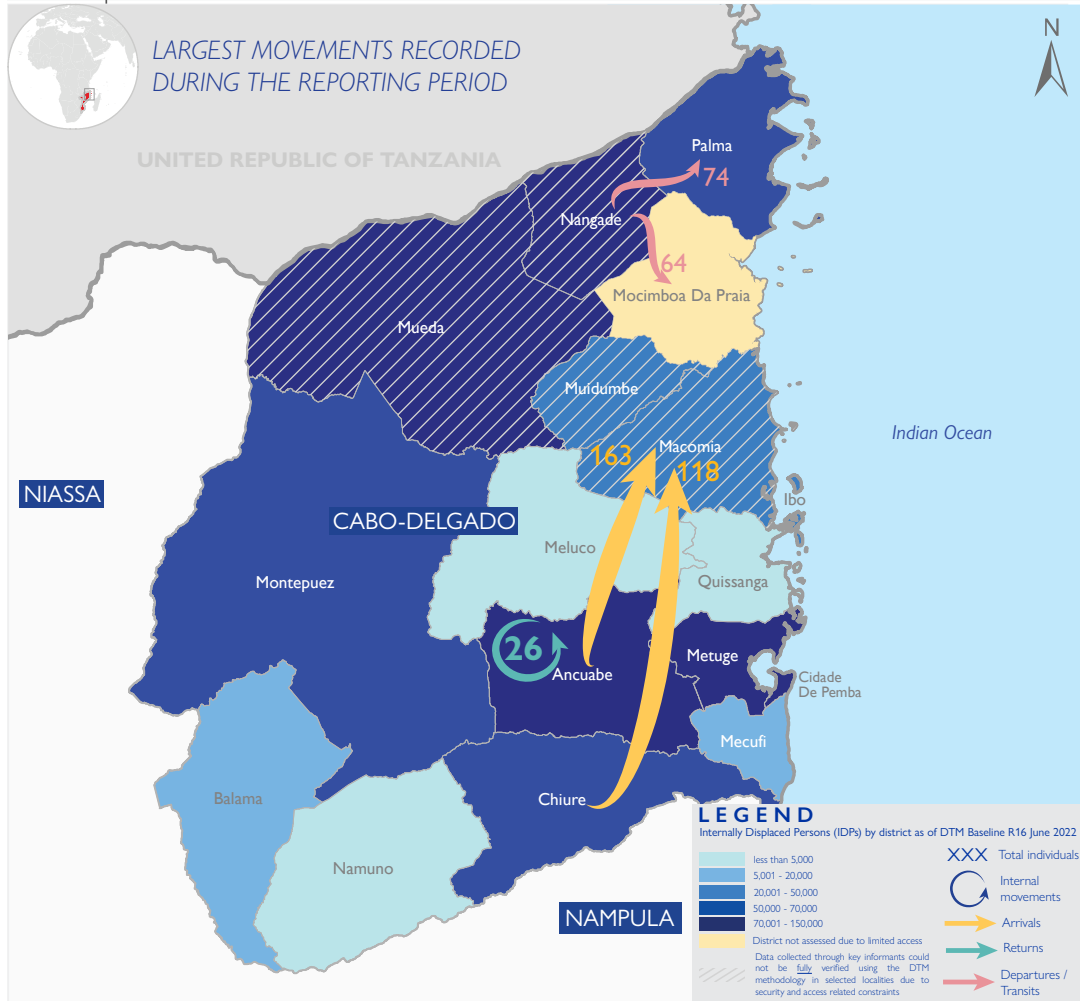 LARGEST MOVEMENTS RECORDED
DURING THE REPORTING PERIOD
N
UNITED REPUBLIC OF TANZANIA
Palma
74
Nangade
64
Mocimboa Da Praia
Mueda
Muidumbe
Macomia
163
118
Indian Ocean
NIASSA
Ibo
CABO-DELGADO
Meluco
Montepuez
Quissanga
26
Metuge
Ancuabe
Cidade
De Pemba
Mecufi
Balama
Chiure
Namuno
NAMPULA
LEGEND
Internally Displaced Persons (IDPs) by district as of DTM Baseline R16 June 2022
less than 5,000
5,001 - 20,000
20,001 - 50,000
50,000 - 70,000
70,001 - 150,000
District not assessed due to limited access
Data collected through key informants could
not be fully verified using the DTM
methodology in selected localities due to
security and access related constraints
XXX Total individuals
Internal
movements
Arrivals
Returns
Departures /
Transits